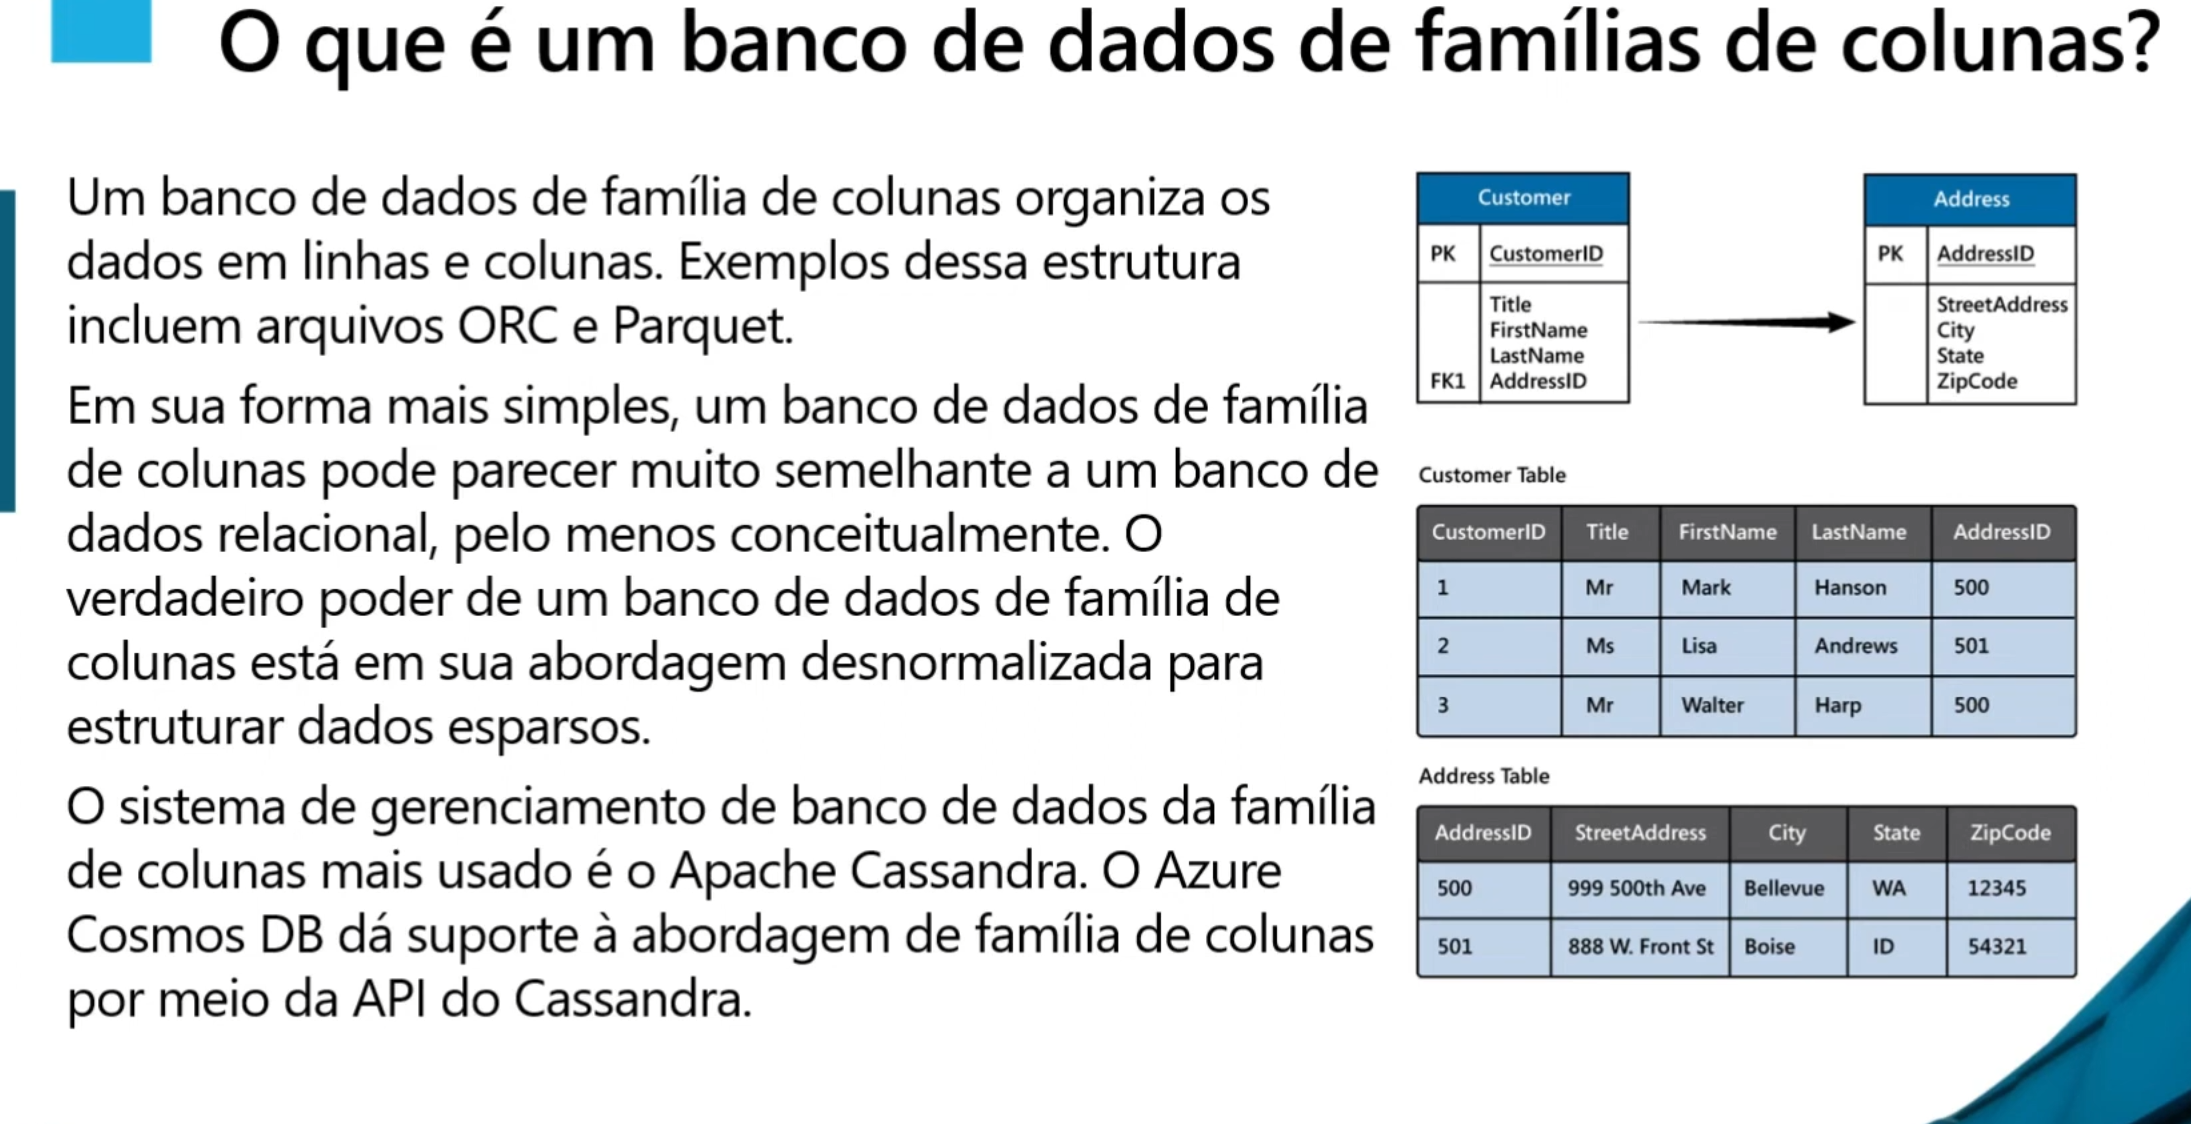 O que é um banco de dados de famílias de colunas?
Um banco de dados de família de colunas organiza os
dados em linhas e colunas. Exemplos dessa estrutura
incluem arquivos ORC e Parquet.
Em sua forma mais simples, um banco de dados de família
de colunas pode parecer muito semelhante a um banco de
dados relacional, pelo menos conceitualmente. O
verdadeiro poder de um banco de dados de família de
colunas está em sua abordagem desnormalizada para
estruturar dados esparsos.
O sistema de gerenciamento de banco de dados da família
de colunas mais usado é o Apache Cassandra. O Azure
Cosmos DB dá suporte à abordagem de família de colunas
por meio da API do Cassandra.
Customer
PK CustomerID
Title
FirstName
LastName
FK1 AddressID
Address
PK AddressID
StreetAddress
City
State
ZipCode
Customer Table
CustomerID Title FirstName LastName AddressID
1 Mr Mark Hanson 500
2 Ms Lisa Andrews 501
3 Mr Walter Harp 500
Address Table
AddressID StreetAddress City State ZipCode
500 999 500th Ave Bellevue WA 12345
501 888 W. Front St Boise ID 54321